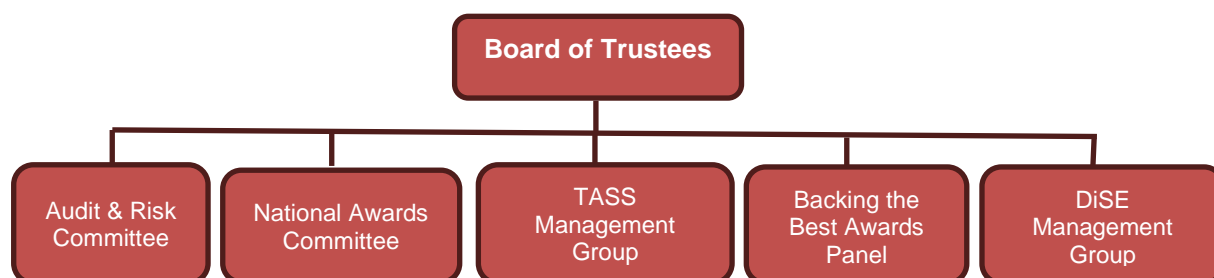 Board of Trustees
Audit & Risk
Committee
National Awards
Committee
TASS
Management
Group
Backing the
Best Awards
Panel
DiSE
Management
Group